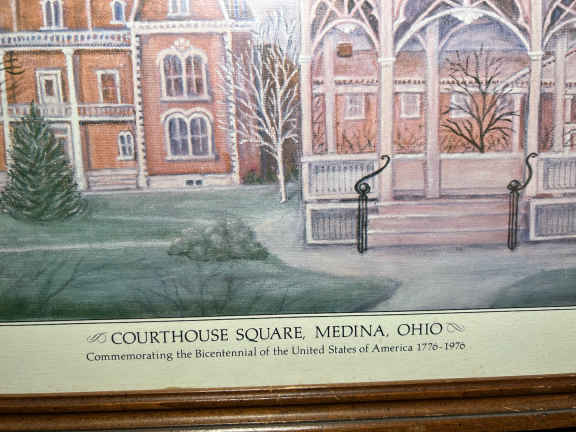 COURTHOUSE SQUARE, MEDINA, OHIO
Commemorating the Bicentennial of the United States of America 1776-1976